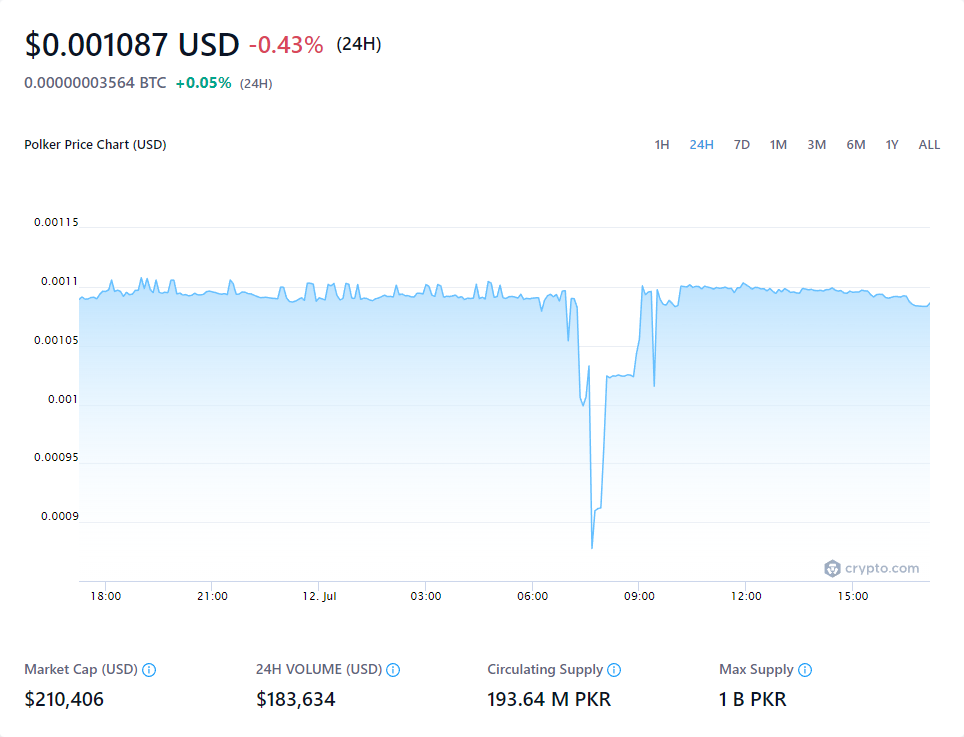 $0.001087 USD -0.43% (24H)
0.00000003564 BTC +0.05% (24H)
Polker Price Chart (USD) 1H 24H 7D 1M 3M 6M 1Y ALL
0.00115
0.0011
0.00105
0.001
0.00095
0.0009
crypto.com
18:00 21:00 12. Jul 03:00 06:00 09:00 12:00 15:00
Market Cap (USD) 24H VOLUME (USD) Circulating Supply Max Supply
$210,406 $183,634 193.64 M PKR 1 B PKR